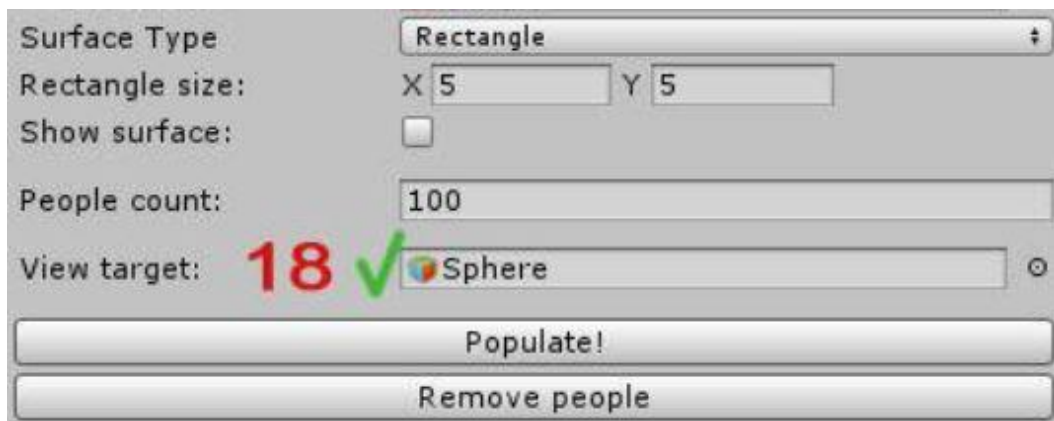 Surface Type Rectangle
Rectangle size: X 5 Y 5
Show surface:
People count: 100
View target: 18 Sphere
Populate!
Remove people